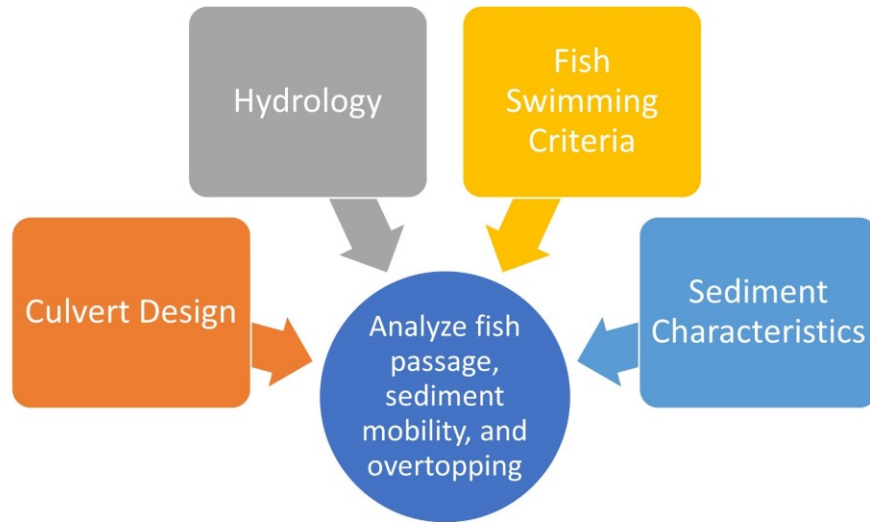 Hydrology
Fish
Swimming
Criteria
Culvert Design
Sediment
Characteristics
Analyze fish
passage,
sediment
mobility, and
overtopping